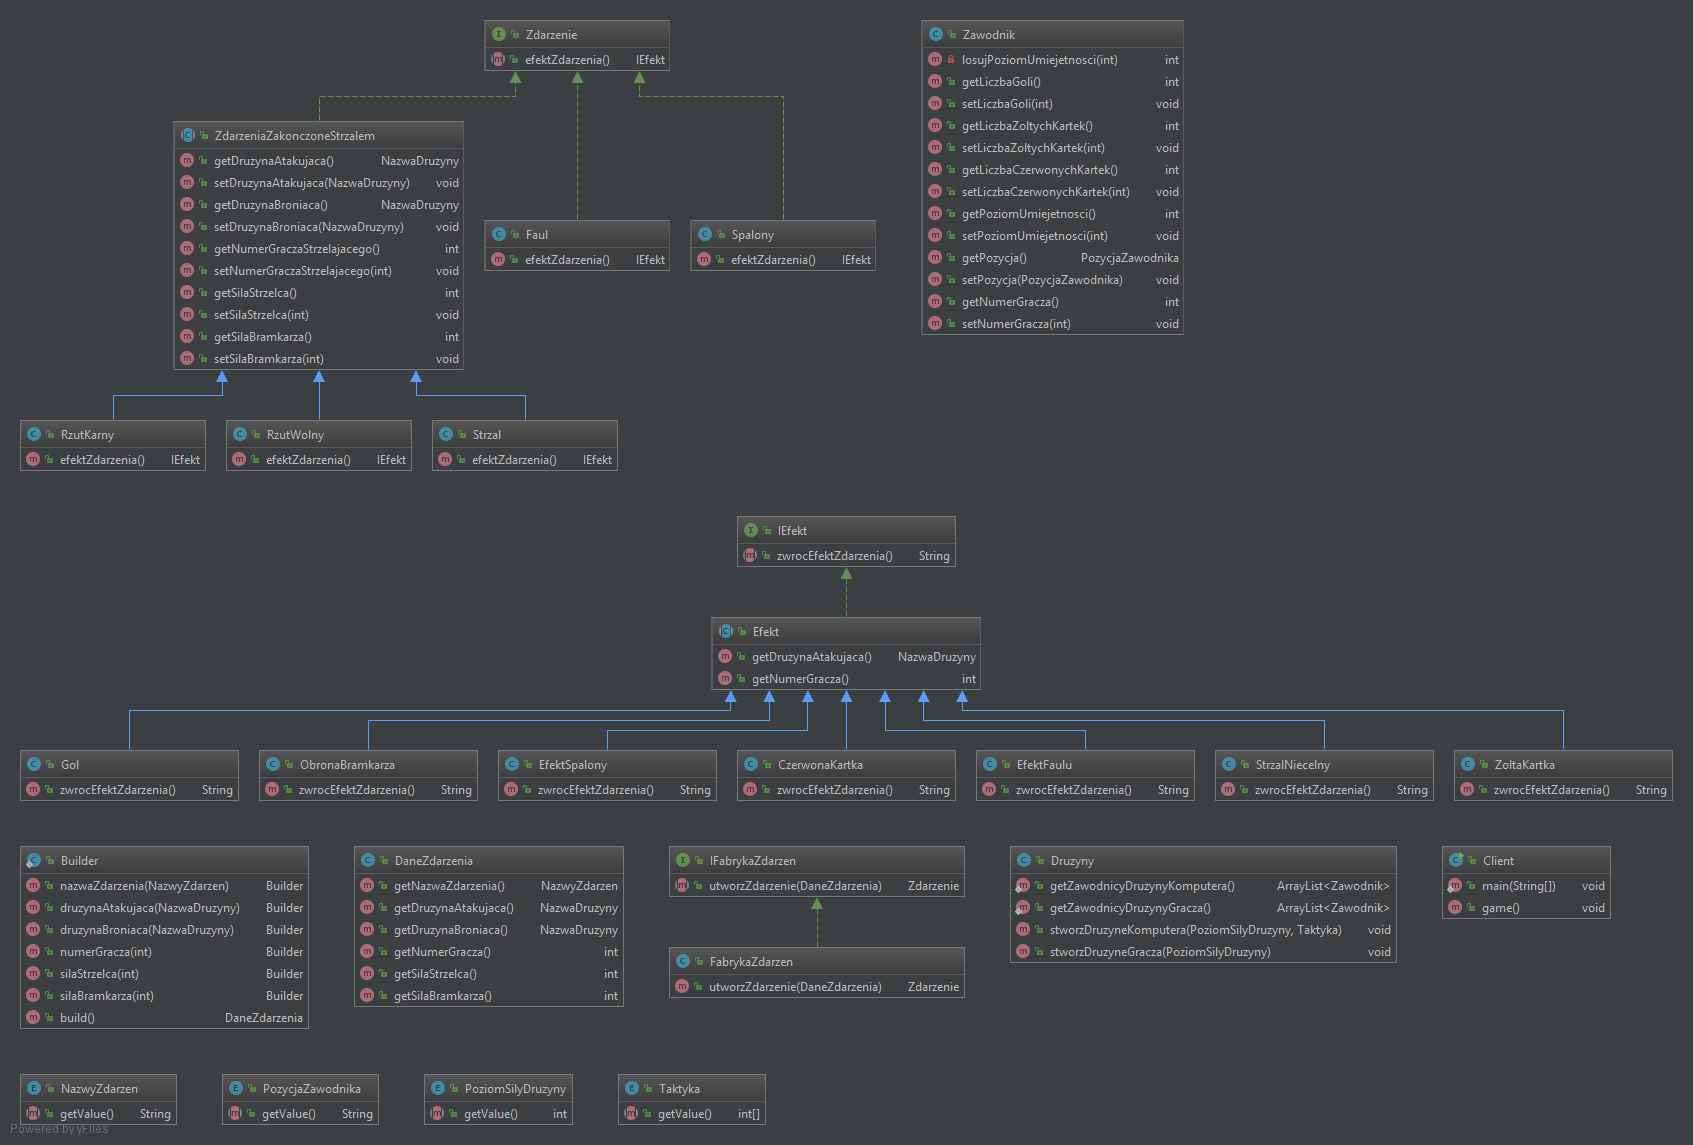 Zdarzenie
efektZdarzenia() IEfekt
Zawodnik
losujPoziomUmiejetnosci(int) int
getLiczbaGoli() int
setLiczbaGoli(int) void
getLiczbaZoltychKartek() int
setLiczbaZoltychKartek(int) void
getLiczbaCzerwonychKartek() int
setLiczbaCzerwonychKartek(int) void
getPoziomUmiejetnosci() int
setPoziomUmiejetnosci(int) void
getPozycja() PozycjaZawodnika
setPozycja(PozycjaZawodnika) void
getNumerGracza() int
setNumerGracza(int) void
ZdarzeniaZakonczoneStrzalem
getDruzynaAtakujaca() NazwaDruzyny
setDruzynaAtakujaca(NazwaDruzyny) void
getDruzynaBroniaca() NazwaDruzyny
setDruzynaBroniaca(NazwaDruzyny) void
getNumerGraczaStrzelajacego() int
setNumerGraczaStrzelajacego(int) void
getSilaStrzelca() int
setSilaStrzelca(int) void
getSilaBramkarza() int
setSilaBramkarza(int) void
Faul
efektZdarzenia() IEfekt
Spalony
efektZdarzenia() IEfekt
RzutKarny
efektZdarzenia() IEfekt
RzutWolny
efektZdarzenia() IEfekt
Strzal
efektZdarzenia() IEfekt
IEfekt
zwrocEfektZdarzenia() String
Efekt
getDruzynaAtakujaca() NazwaDruzyny
getNumerGracza() int
Gol
zwrocEfektZdarzenia() String
ObronaBramkarza
zwrocEfektZdarzenia() String
EfektSpalony
zwrocEfektZdarzenia() String
CzerwonaKartka
zwrocEfektZdarzenia() String
EfektFaulu
zwrocEfektZdarzenia() String
StrzalNiecelny
zwrocEfektZdarzenia() String
ZoltaKartka
zwrocEfektZdarzenia() String
Builder
nazwaZdarzenia(NazwyZdarzen) Builder
druzynaAtakujaca(NazwaDruzyny) Builder
druzynaBroniaca(NazwaDruzyny) Builder
numerGracza(int) Builder
silaStrzelca(int) Builder
silaBramkarza(int) Builder
build() DaneZdarzenia
DaneZdarzenia
getNazwaZdarzenia() NazwyZdarzen
getDruzynaAtakujaca() NazwaDruzyny
getDruzynaBroniaca() NazwaDruzyny
getNumerGracza() int
getSilaStrzelca() int
getSilaBramkarza() int
IFabrykaZdarzen
utworzZdarzenie(DaneZdarzenia) Zdarzenie
FabrykaZdarzen
utworzZdarzenie(DaneZdarzenia) Zdarzenie
Druzyny
getZawodnicyDruzynyKomputera() ArrayList<Zawodnik>
getZawodnicyDruzynyGracza() ArrayList<Zawodnik>
stworzDruzyneKomputera(PoziomSilyDruzyny, Taktyka) void
stworzDruzyneGracza(PoziomSilyDruzyny) void
Client
main(String[]) void
game() void
NazwyZdarzen
getValue() String
PozycjaZawodnika
getValue() String
PoziomSilyDruzyny
getValue() int
Taktyka
getValue() int[]
Powered by yFiles